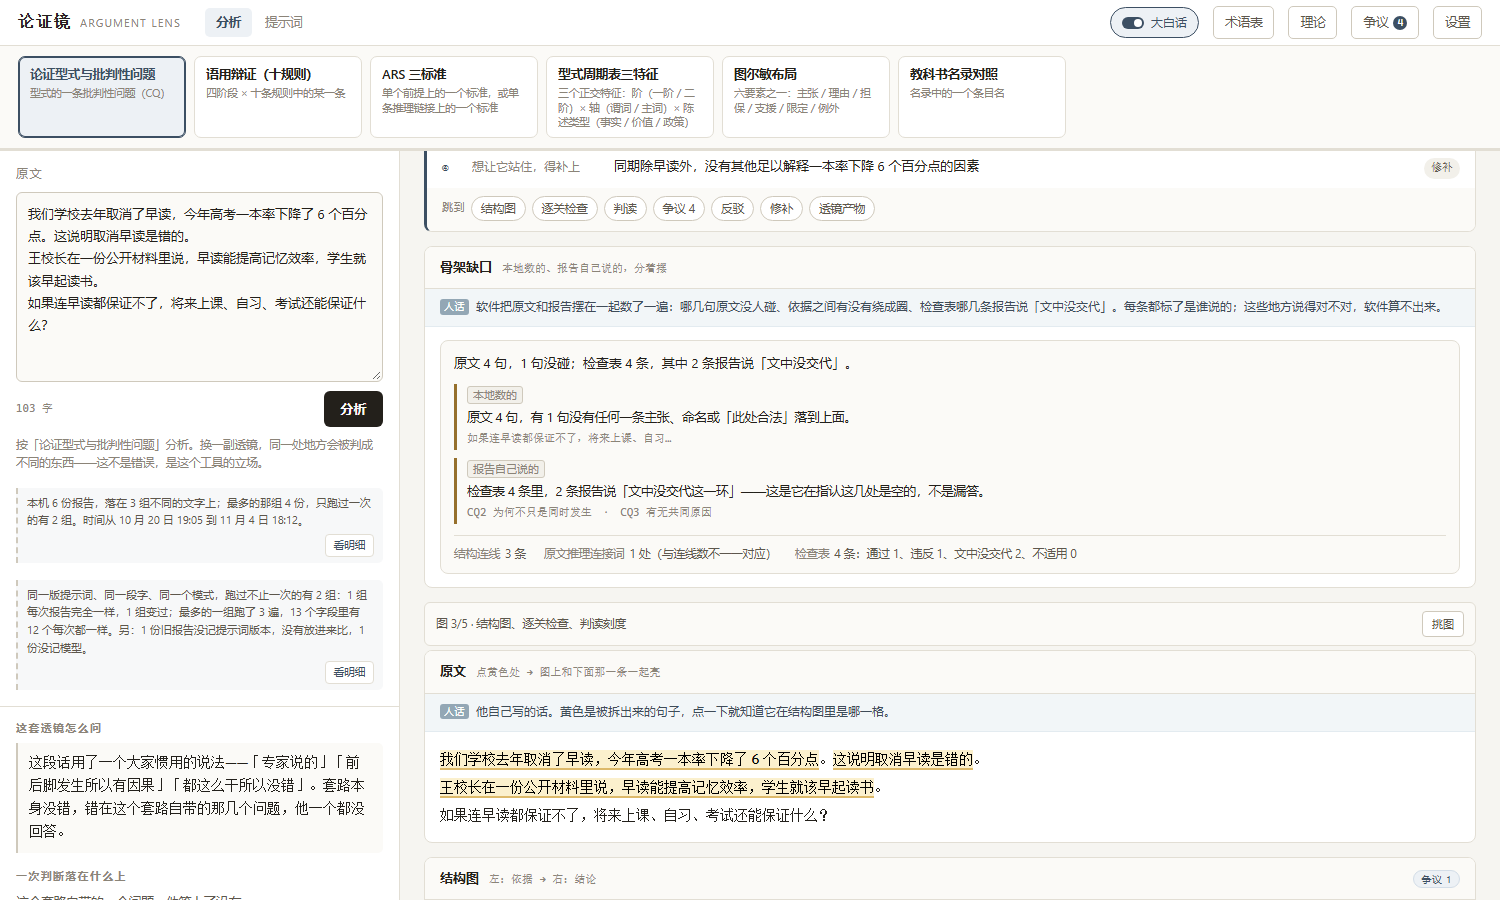 论证镜 ARGUMENT LENS 分析 提示词 大白话 术语表 理论 争议 4 设置
论证型式与批判性问题
型式的一条批判性问题（CQ）
语用辩证（十规则）
四阶段 × 十条规则中的某一条
ARS 三标准
单个前提上的一个标准，或单
条推理链接上的一个标准
型式周期表三特征
三个正交特征：阶（一阶 / 二
阶）× 轴（谓词 / 主词）× 陈
述类型（事实 / 价值 / 政策）
图尔敏布局
六要素之一：主张 / 理由 / 担
保 / 支援 / 限定 / 例外
教科书名录对照
名录中的一个条目名
原文
我们学校去年取消了早读，今年高考一本率下降了 6 个百分
点。这说明取消早读是错的。
王校长在一份公开材料里说，早读能提高记忆效率，学生就
该早起读书。
如果连早读都保证不了，将来上课、自习、考试还能保证什
么？
103 字
分析
按「论证型式与批判性问题」分析。换一副透镜，同一处地方会被判成
不同的东西——这不是错误，是这个工具的立场。
本机 6 份报告，落在 3 组不同的文字上；最多的那组 4 份，只跑过一次
的有 2 组。时间从 10 月 20 日 19:05 到 11 月 4 日 18:12。
看明细
同一版提示词、同一段字、同一个模式，跑过不止一次的有 2 组：1 组
每次报告完全一样，1 组变过；最多的一组跑了 3 遍，13 个字段里有
12 个每次都一样。另：1 份旧报告没记提示词版本，没有放进来比，1
份没记模型。
看明细
这套透镜怎么问
这段话用了一个大家惯用的说法——「专家说的」「前
后脚发生所以有因果」「都这么干所以没错」。套路本
身没错，错在这个套路自带的那几个问题，他一个都没
回答。
一次判断落在什么上
想让它站住，得补上 同期除早读外，没有其他足以解释一本率下降 6 个百分点的因素 修补
跳到 结构图 逐关检查 判读 争议 4 反驳 修补 透镜产物
骨架缺口 本地数的、报告自己说的，分着摆
人话 软件把原文和报告摆在一起数了一遍：哪几句原文没人碰、依据之间有没有绕成圈、检查表哪几条报告说「文中没交代」。每条都标了是谁说的；这些地方说得对不对，软件算不出来。
原文 4 句，1 句没碰；检查表 4 条，其中 2 条报告说「文中没交代」。
本地数的
原文 4 句，有 1 句没有任何一条主张、命名或「此处合法」落到上面。
如果连早读都保证不了，将来上课、自习…
报告自己说的
检查表 4 条里，2 条报告说「文中没交代这一环」——这是它在指认这几处是空的，不是漏答。
CQ2 为何不只是同时发生 · CQ3 有无共同原因
结构连线 3 条 原文推理连接词 1 处（与连线数不一一对应） 检查表 4 条：通过 1、违反 1、文中没交代 2、不适用 0
图 3/5 · 结构图、逐关检查、判读刻度 挑图
原文 点黄色处 → 图上和下面那一条一起亮
人话 他自己写的话。黄色是被拆出来的句子，点一下就知道它在结构图里是哪一格。
我们学校去年取消了早读，今年高考一本率下降了 6 个百分点。这说明取消早读是错的。
王校长在一份公开材料里说，早读能提高记忆效率，学生就该早起读书。
如果连早读都保证不了，将来上课、自习、考试还能保证什么？
结构图 左：依据 → 右：结论 争议 1